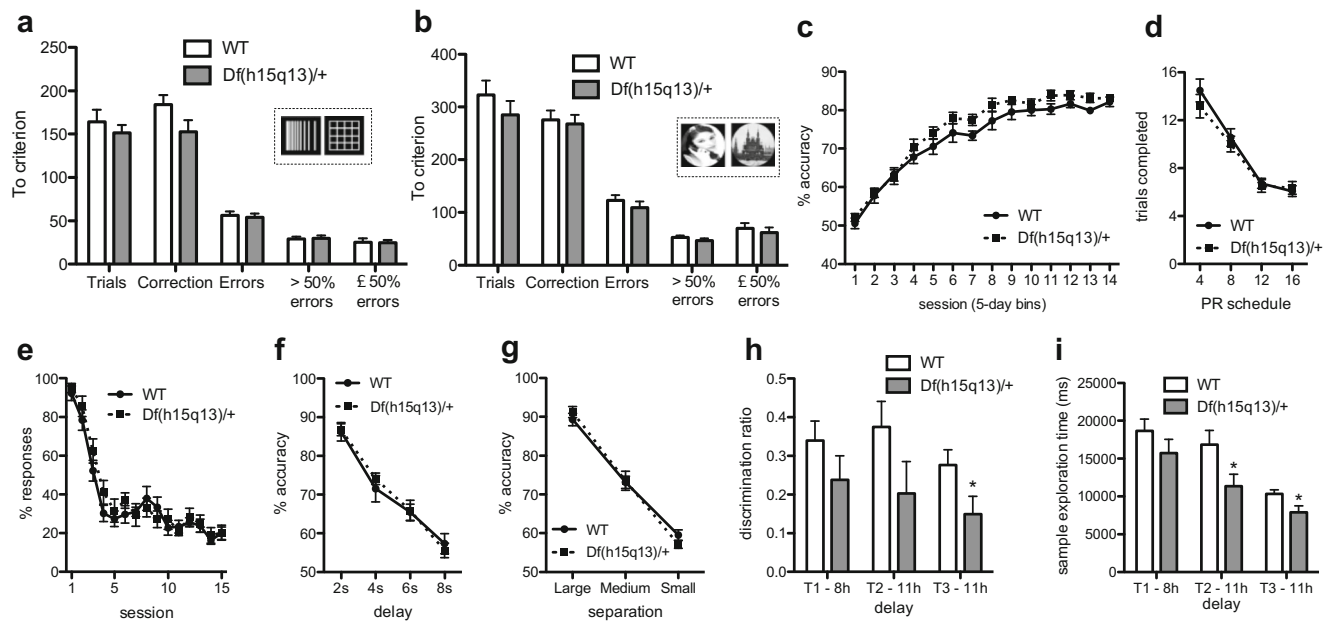 a
WT
Df(h15q13)/+
To criterion
250
200
150
100
50
0
Trials
Correction
Errors
> 50% errors
£ 50% errors
b
WT
Df(h15q13)/+
To criterion
400
300
200
100
0
Trials
Correction
Errors
> 50% errors
£ 50% errors
c
% accuracy
90
80
70
60
50
40
WT
Df(h15q13)/+
1 2 3 4 5 6 7 8 9 10 11 12 13 14
session (5-day bins)
d
trials completed
16
12
8
4
0
WT
Df(h15q13)/+
4 8 12 16
PR schedule
e
% responses
100
80
60
40
20
0
WT
Df(h15q13)/+
1 5 10 15
session
f
% accuracy
100
90
80
70
60
50
WT
Df(h15q13)/+
2s 4s 6s 8s
delay
g
% accuracy
100
90
80
70
60
50
WT
Df(h15q13)/+
Large Medium Small
separation
h
WT
Df(h15q13)/+
discrimination ratio
0.5
0.4
0.3
0.2
0.1
0.0
*
T1 - 8h T2 - 11h T3 - 11h
delay
i
WT
Df(h15q13)/+
sample exploration time (ms)
25000
20000
15000
10000
5000
0
*
*
T1 - 8h T2 - 11h T3 - 11h
delay